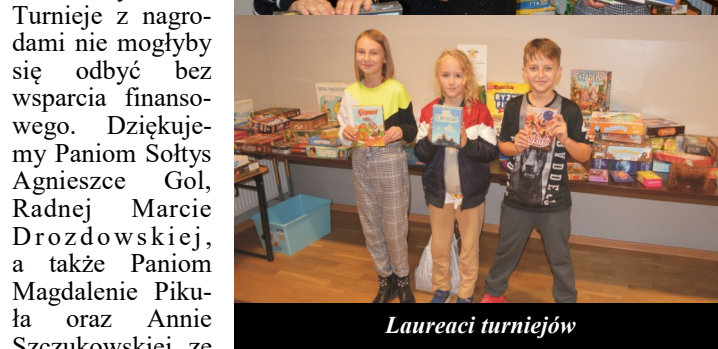 Turnieje z nagro-
dami nie mogłyby
się odbyć bez
wsparcia finanso-
wego. Dziękuje-
my Paniom Sołtys
Agnieszce Gol,
Radnej Marcie
Drozdowskiej,
a także Paniom
Magdalenie Piku-
ła oraz Annie
Szczukowskiej ze
Laureaci turniejów